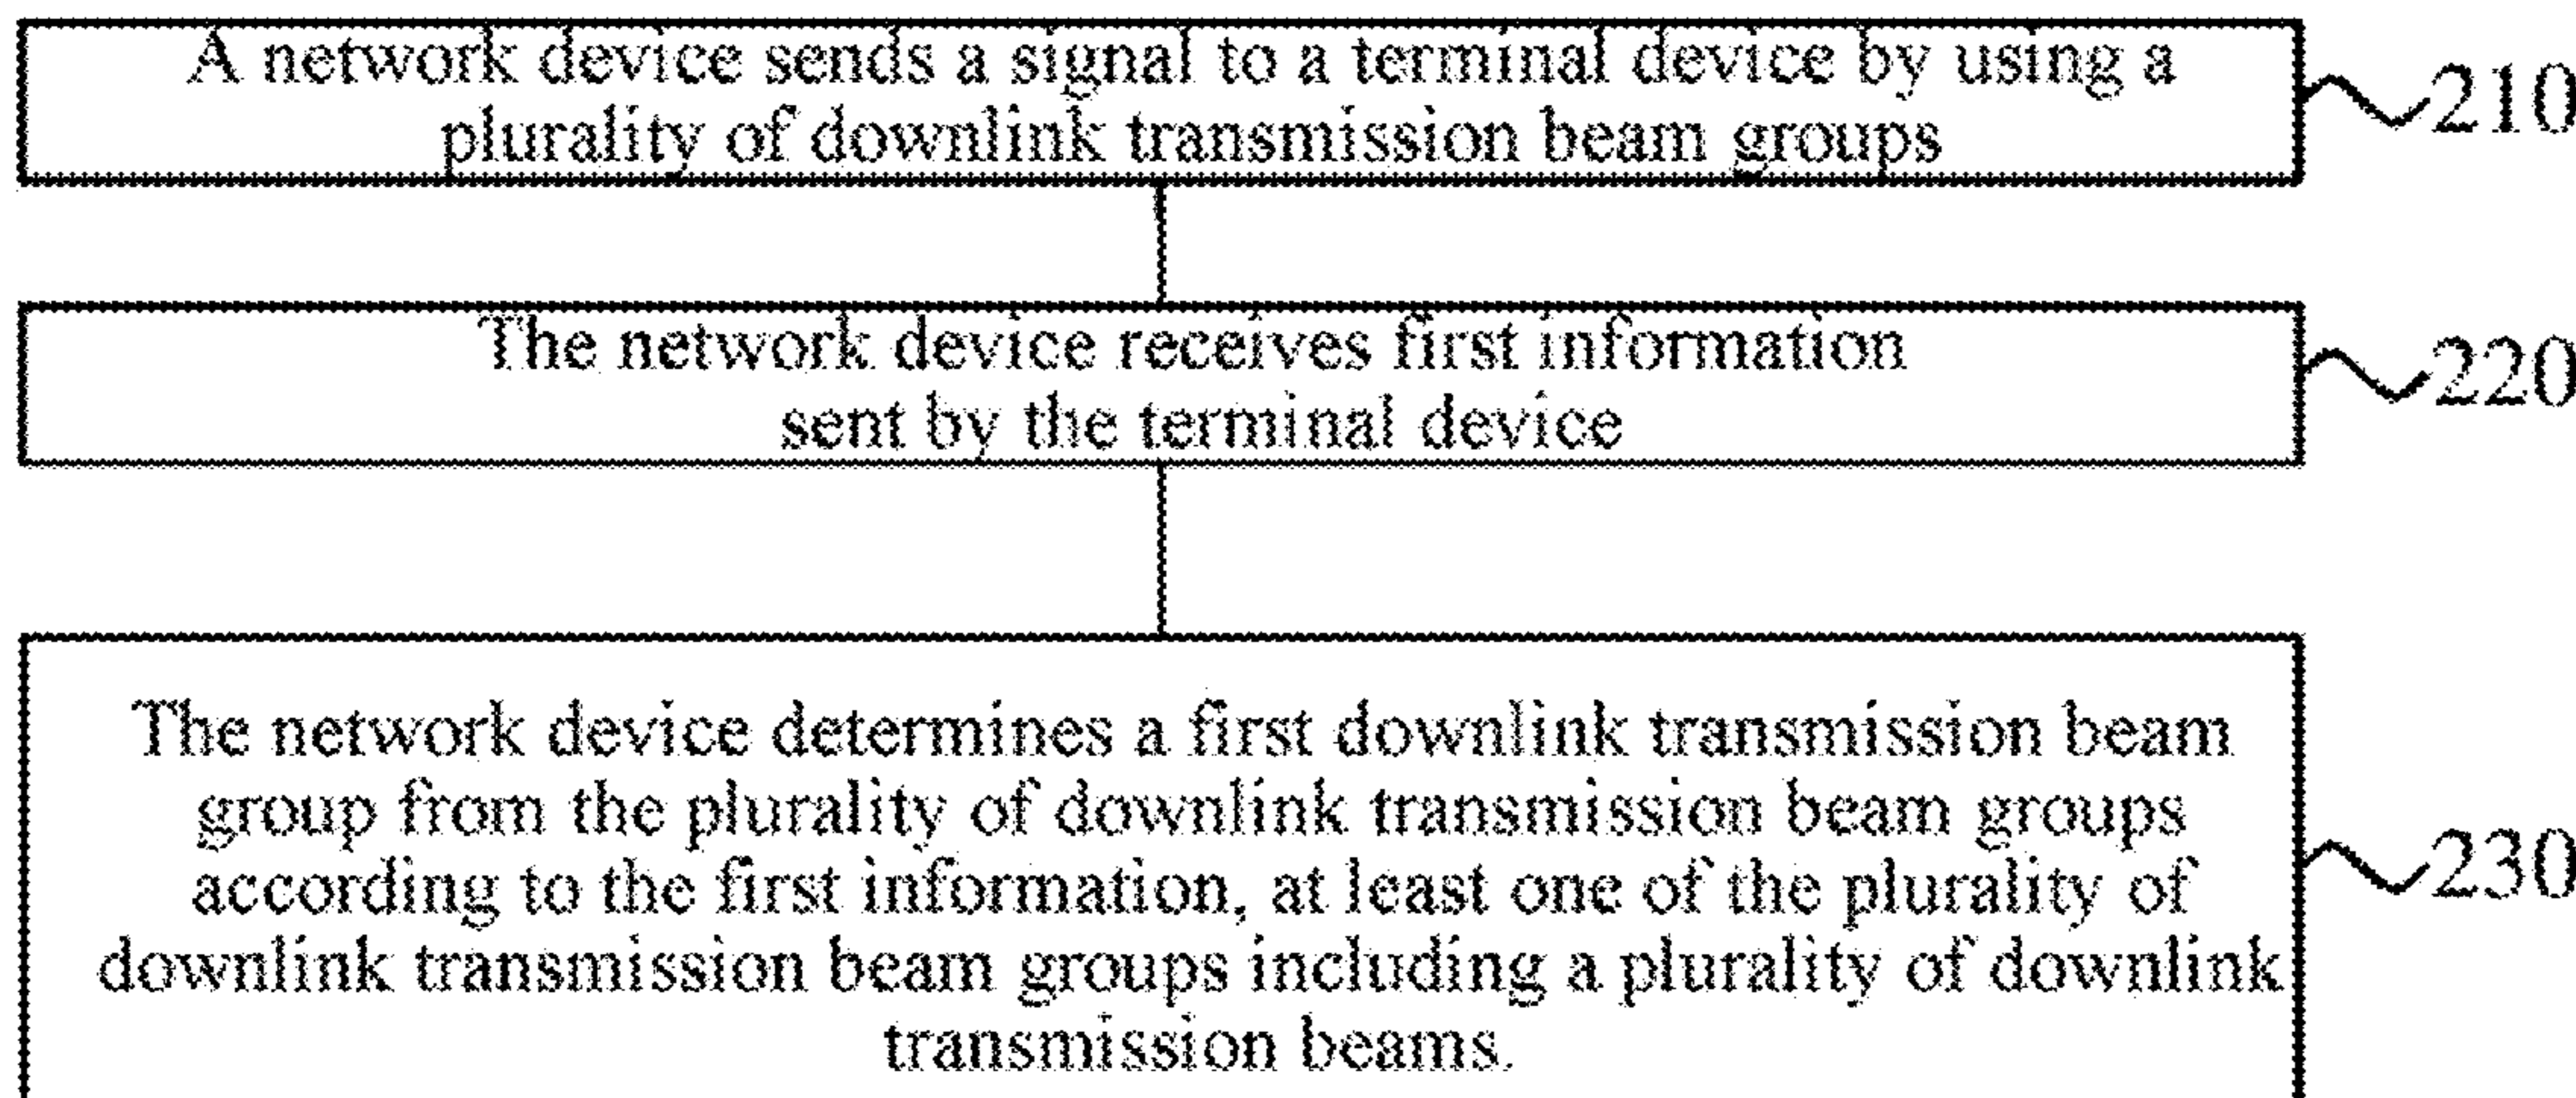 A network device sends a signal to a terminal device by using a
plurality of downlink transmission beam groups
210
The network device receives first information
sent by the terminal device
220
The network device determines a first downlink transmission beam
group from the plurality of downlink transmission beam groups
according to the first information, at least one of the plurality of
downlink transmission beam groups including a plurality of downlink
transmission beams.
230